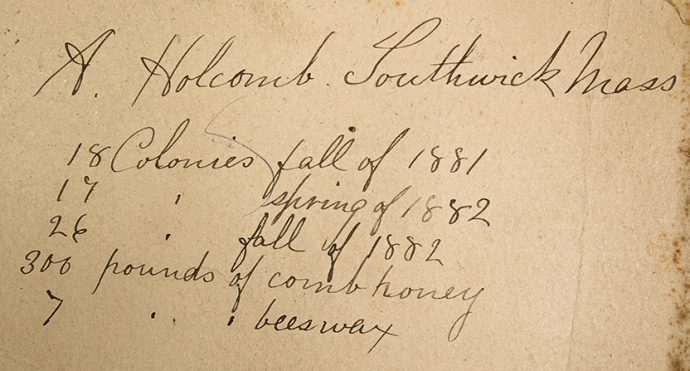 A. Holcomb. Southwick Mass
18 Colonies fall of 1881
17 " spring of 1882
26 " fall of 1882
300 pounds of comb honey
7 " " beeswax